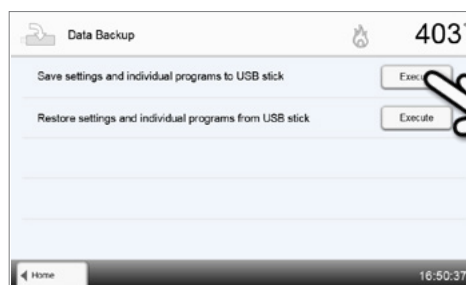 Data Backup
403
Save settings and individual programs to USB stick
Restore settings and individual programs from USB stick
Execute
Home
16:50:37